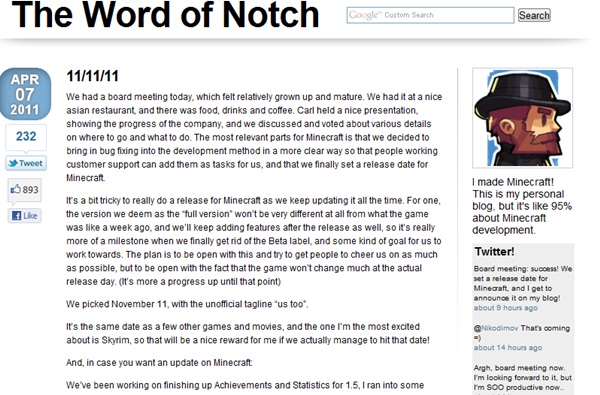 The Word of Notch
Google™ Custom Search
Search
APR
07
2011
232
Tweet
893
Like
11/11/11
We had a board meeting today, which felt relatively grown up and mature. We had it at a nice
asian restaurant, and there was food, drinks and coffee. Carl held a nice presentation,
showing the progress of the company, and we discussed and voted about various details
on where to go and what to do. The most relevant parts for Minecraft is that we decided to
bring in bug fixing into the development method in a more clear way so that people working
customer support can add them as tasks for us, and that we finally set a release date for
Minecraft.
It's a bit tricky to really do a release for Minecraft as we keep updating it all the time. For one,
the version we deem as the “full version” won't be very different at all from what the game
was like a week ago, and we'll keep adding features after the release as well, so it's really
more of a milestone when we finally get rid of the Beta label, and some kind of goal for us to
work towards. The plan is to be open with this and try to get people to cheer us on as much
as possible, but to be open with the fact that the game won't change much at the actual
release day. (It's more a progress up until that point)
We picked November 11, with the unofficial tagline “us too”.
It's the same date as a few other games and movies, and the one I'm the most excited
about is Skyrim, so that will be a nice reward for me if we actually manage to hit that date!
And, in case you want an update on Minecraft:
We've been working on finishing up Achievements and Statistics for 1.5, I ran into some
I made Minecraft!
This is my personal
blog, but it's like 95%
about Minecraft
development.
Twitter!
Board meeting: success! We
set a release date for
Minecraft, and I get to
announce it on my blog!
about 9 hours ago
@Nikodimov That's coming
=)
about 14 hours ago
Argh, board meeting now.
I'm looking forward to it, but
I'm SOO productive now..